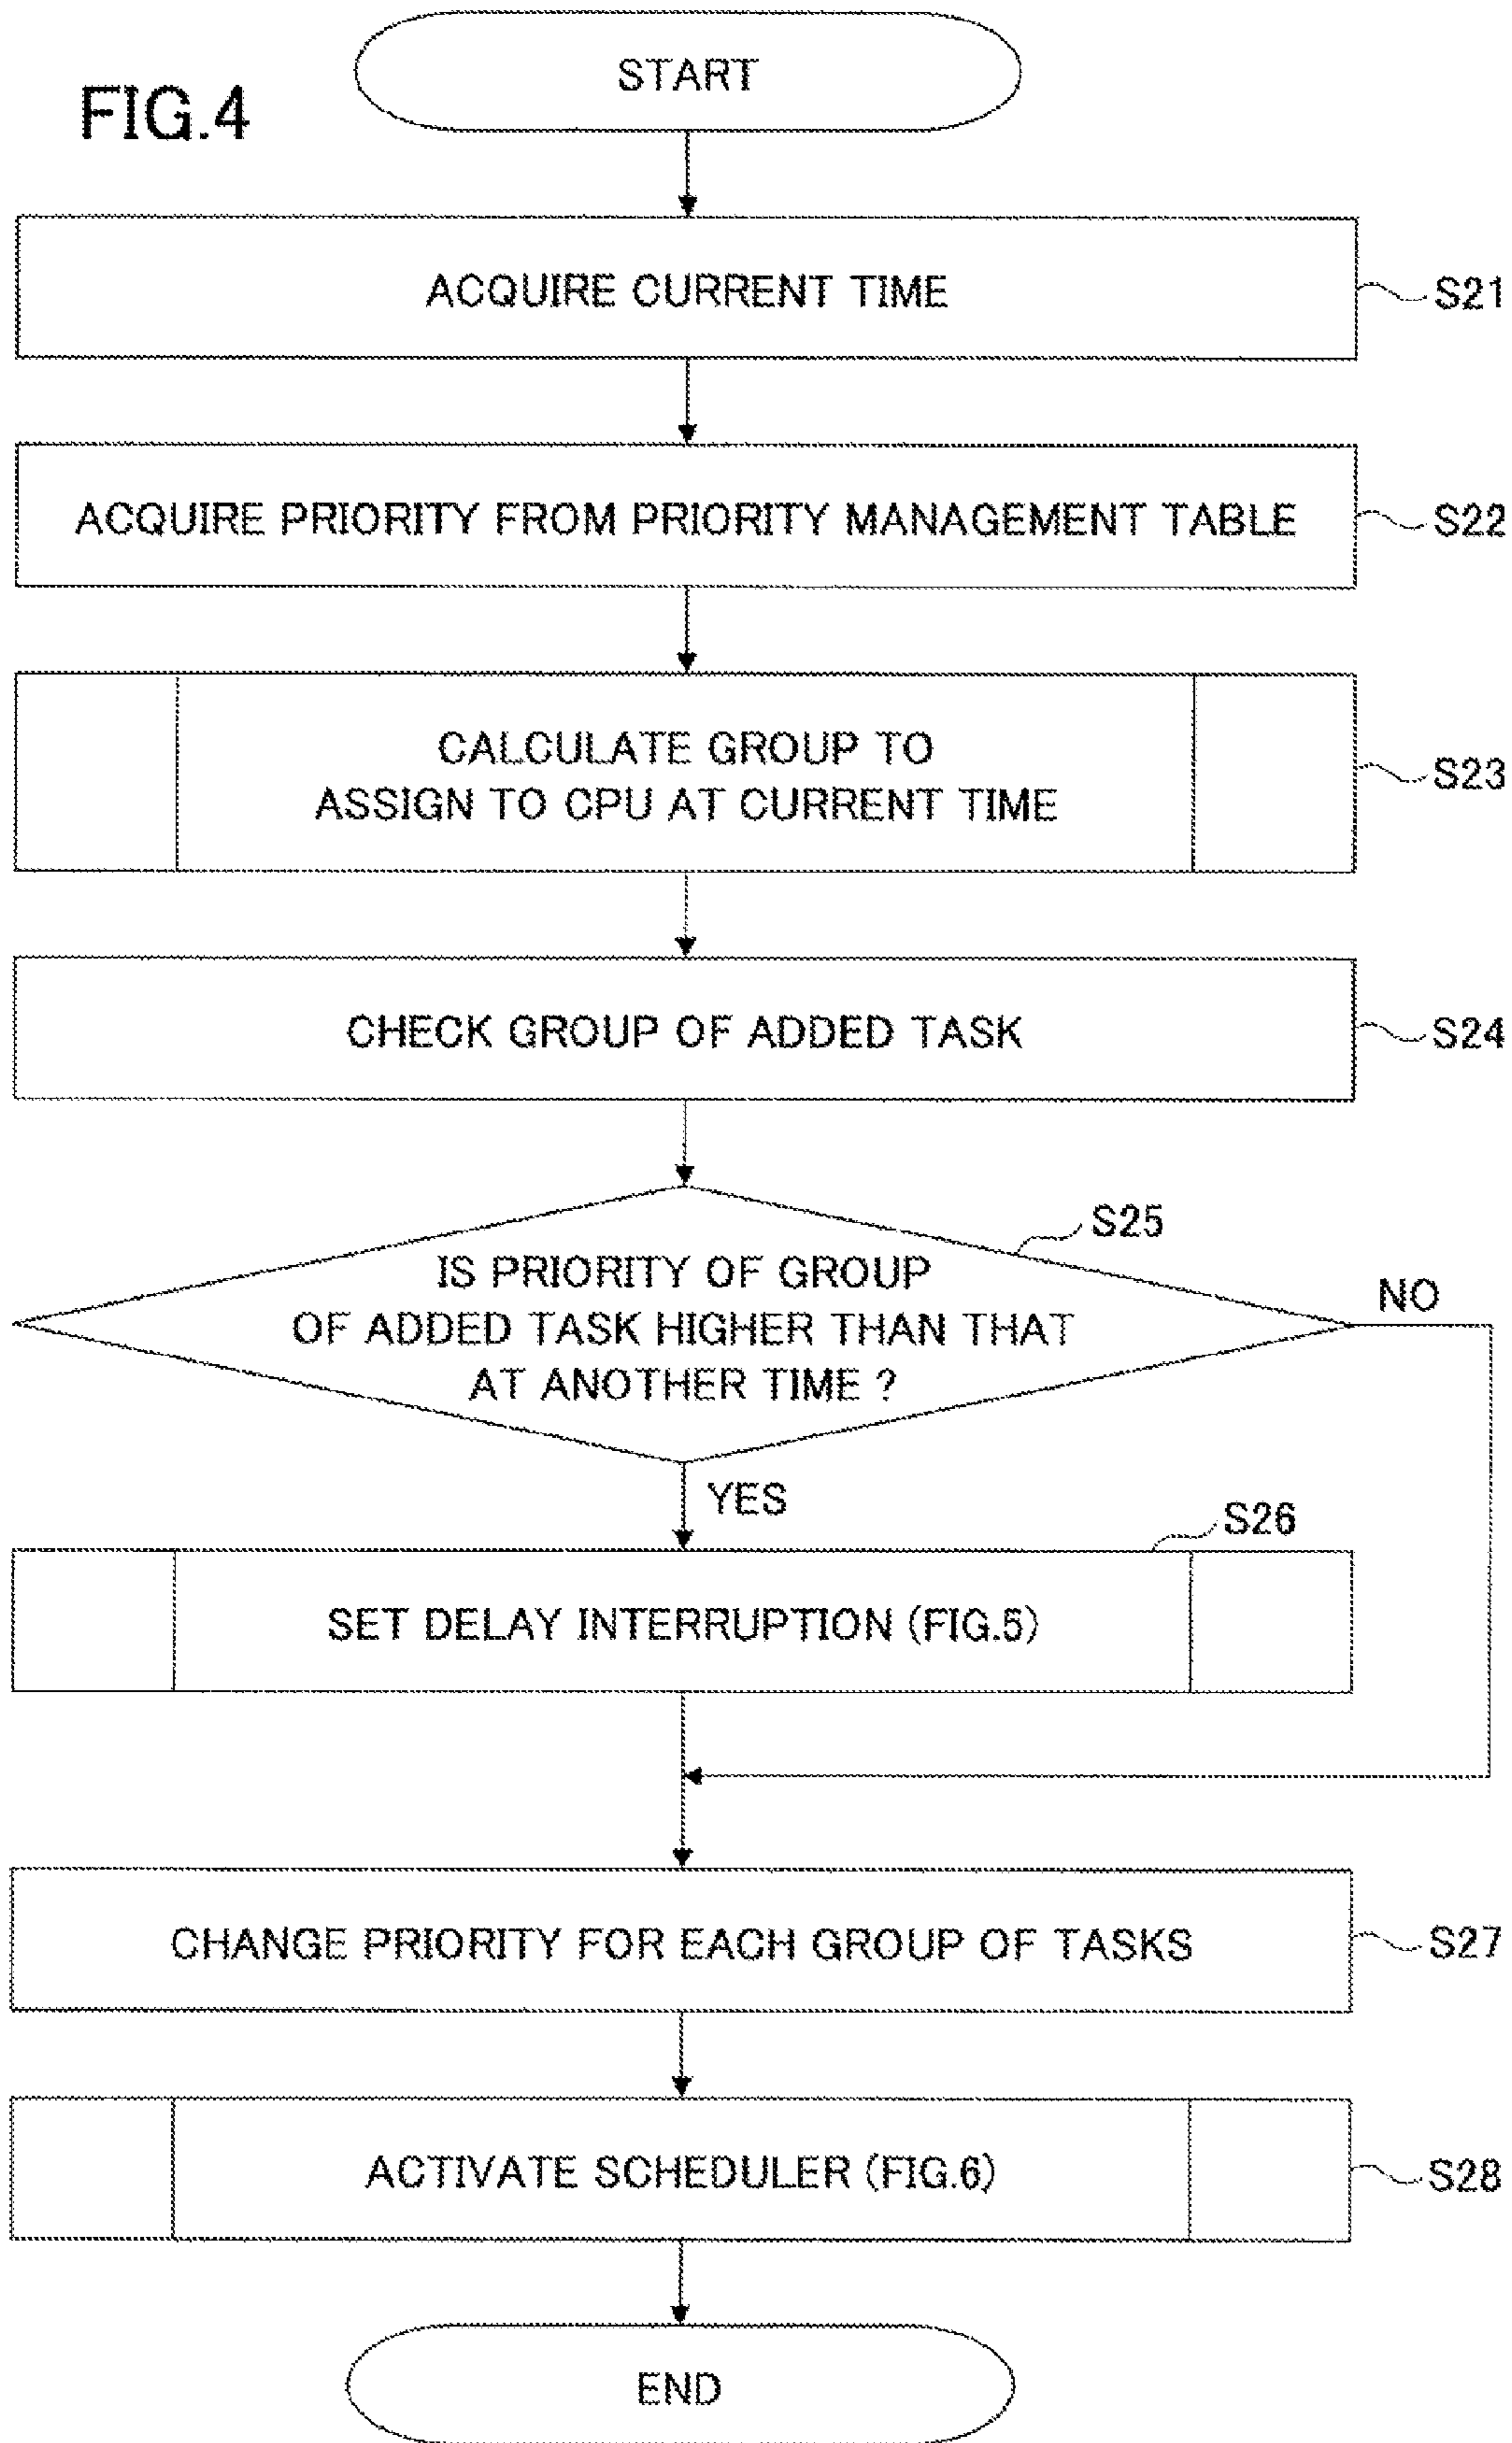 FIG.4
START
ACQUIRE CURRENT TIME
S21
ACQUIRE PRIORITY FROM PRIORITY MANAGEMENT TABLE
S22
CALCULATE GROUP TO
ASSIGN TO CPU AT CURRENT TIME
S23
CHECK GROUP OF ADDED TASK
S24
S25
IS PRIORITY OF GROUP
OF ADDED TASK HIGHER THAN THAT
AT ANOTHER TIME ?
NO
YES
S26
SET DELAY INTERRUPTION (FIG.5)
CHANGE PRIORITY FOR EACH GROUP OF TASKS
S27
ACTIVATE SCHEDULER (FIG.6)
S28
END